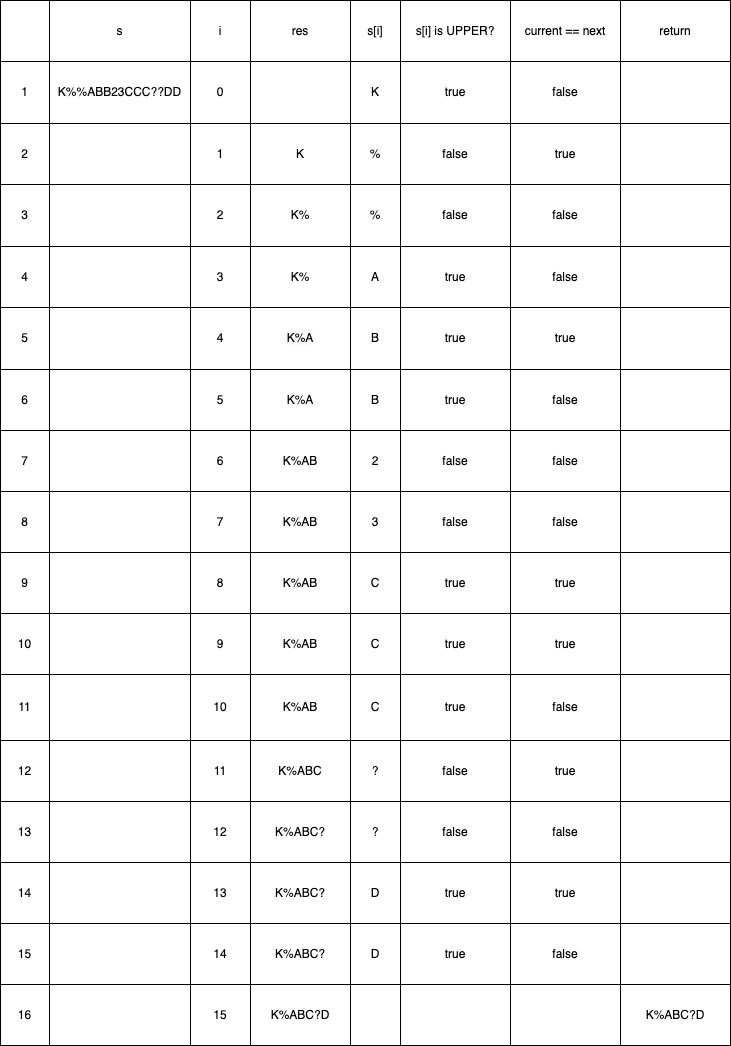 s i res s[i] s[i] is UPPER? current == next return
1 K%%ABB23CCC??DD 0 K true false
2 1 K % false true
3 2 K% % false false
4 3 K% A true false
5 4 K%A B true true
6 5 K%A B true false
7 6 K%AB 2 false false
8 7 K%AB 3 false false
9 8 K%AB C true true
10 9 K%AB C true true
11 10 K%AB C true false
12 11 K%ABC ? false true
13 12 K%ABC? ? false false
14 13 K%ABC? D true true
15 14 K%ABC? D true false
16 15 K%ABC?D K%ABC?D